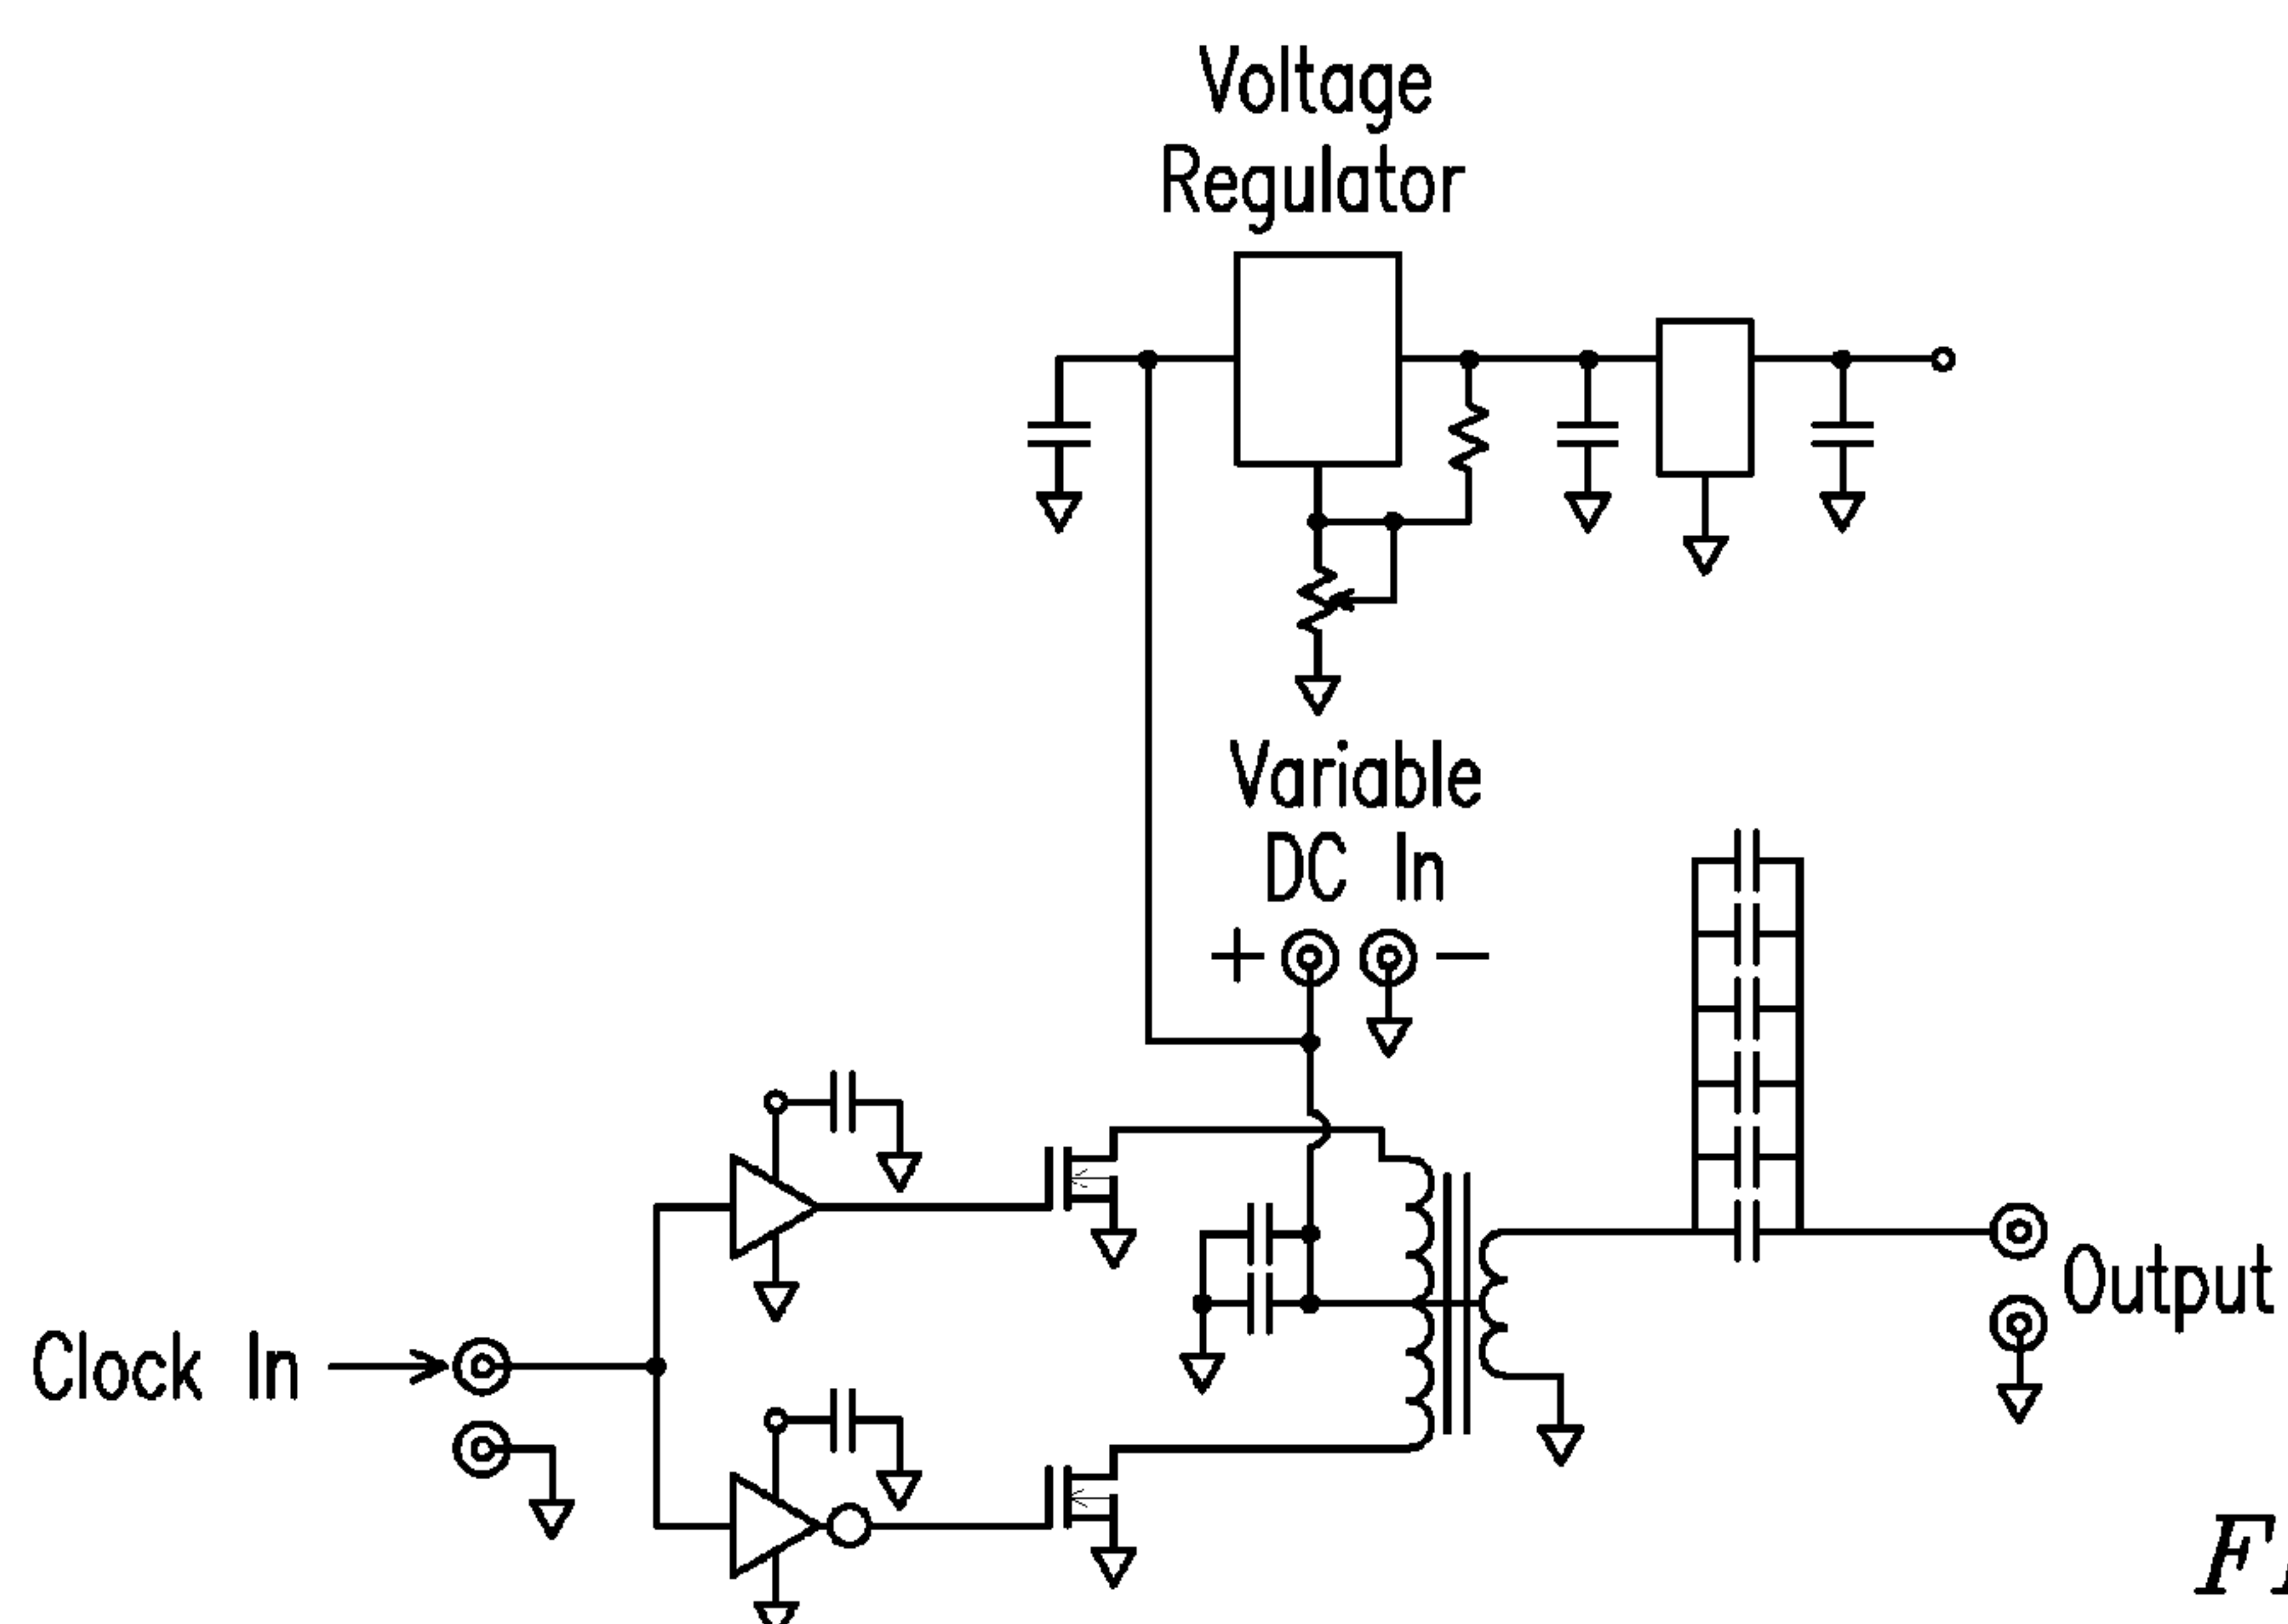 Voltage
Regulator
Variable
DC In
+ −
Clock In
Output